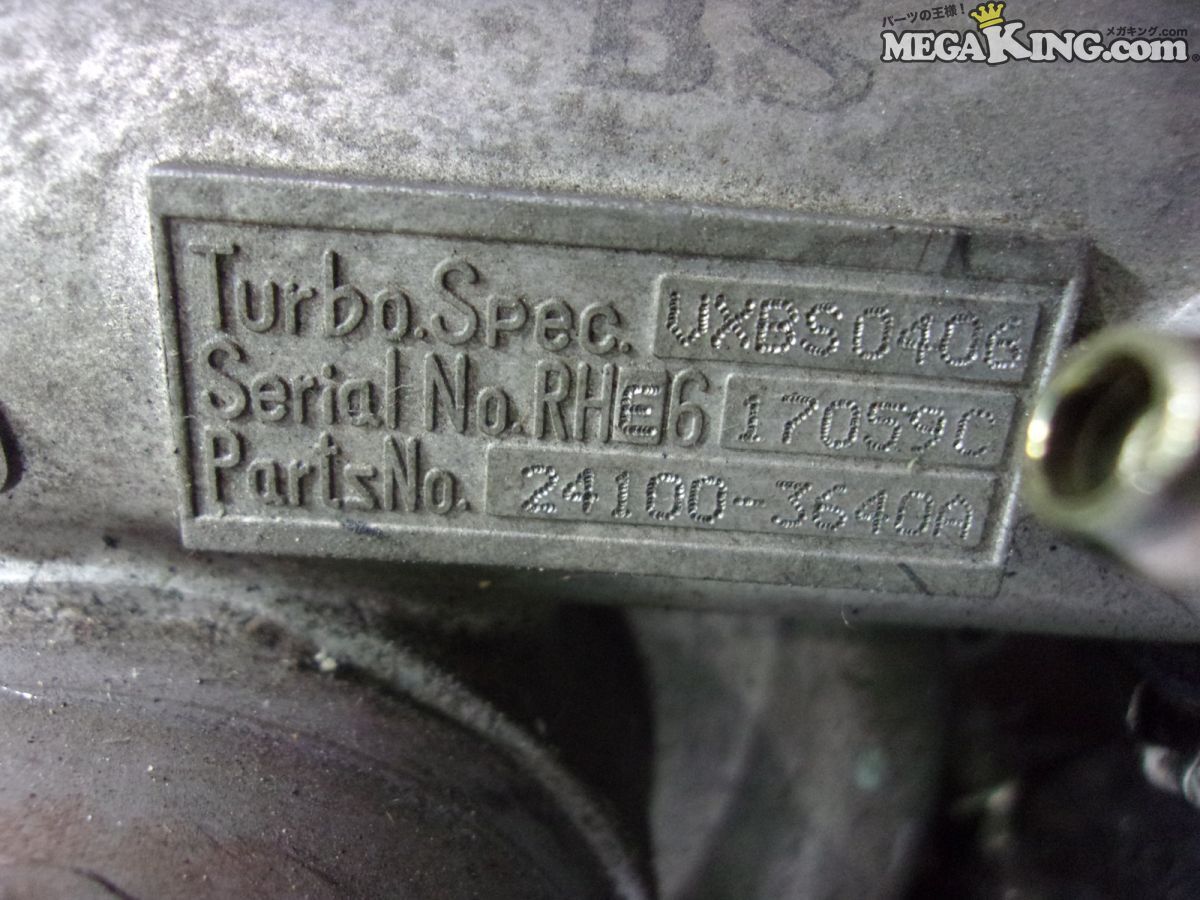 パーツの王様!
メガキング.com
MEGAKING.com®
BS
Turbo.Spec. VXBS0406
Serial No.RHE6 17059C
PartsNo. 24100-3640A